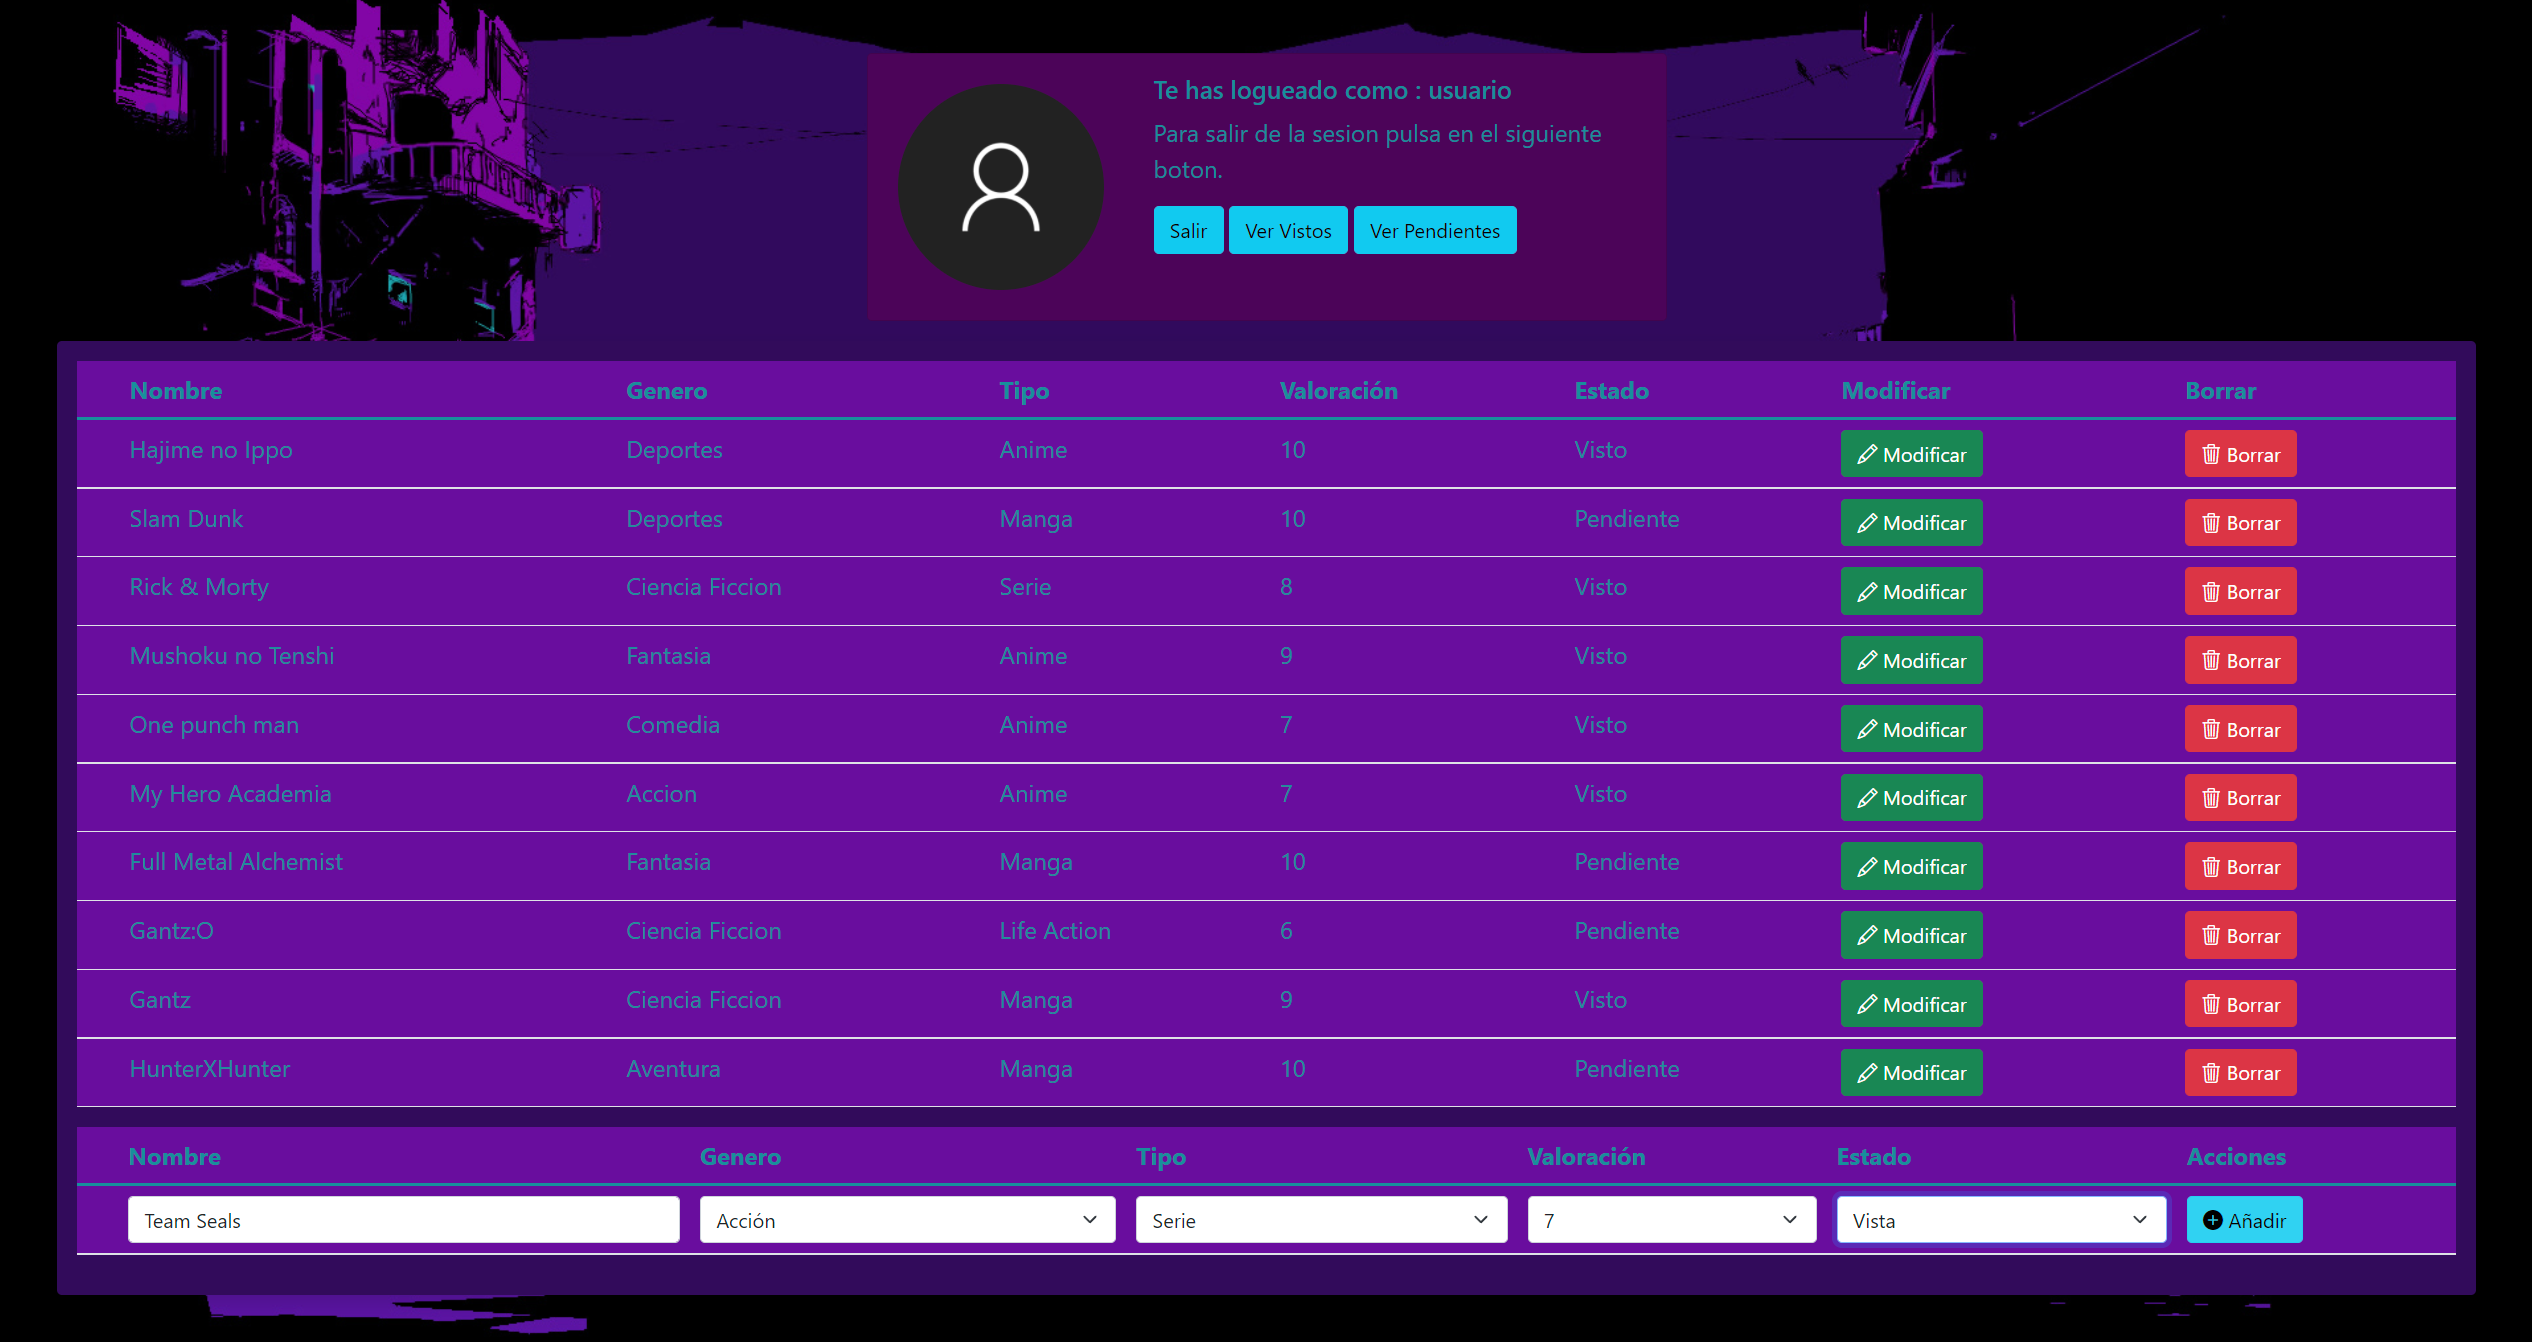 Te has logueado como : usuario
Para salir de la sesion pulsa en el siguiente
boton.
Salir Ver Vistos Ver Pendientes
Nombre Genero Tipo Valoración Estado Modificar Borrar
Hajime no Ippo Deportes Anime 10 Visto Modificar Borrar
Slam Dunk Deportes Manga 10 Pendiente Modificar Borrar
Rick & Morty Ciencia Ficcion Serie 8 Visto Modificar Borrar
Mushoku no Tenshi Fantasia Anime 9 Visto Modificar Borrar
One punch man Comedia Anime 7 Visto Modificar Borrar
My Hero Academia Accion Anime 7 Visto Modificar Borrar
Full Metal Alchemist Fantasia Manga 10 Pendiente Modificar Borrar
Gantz:O Ciencia Ficcion Life Action 6 Pendiente Modificar Borrar
Gantz Ciencia Ficcion Manga 9 Visto Modificar Borrar
HunterXHunter Aventura Manga 10 Pendiente Modificar Borrar
Nombre Genero Tipo Valoración Estado Acciones
Team Seals Acción Serie 7 Vista Añadir